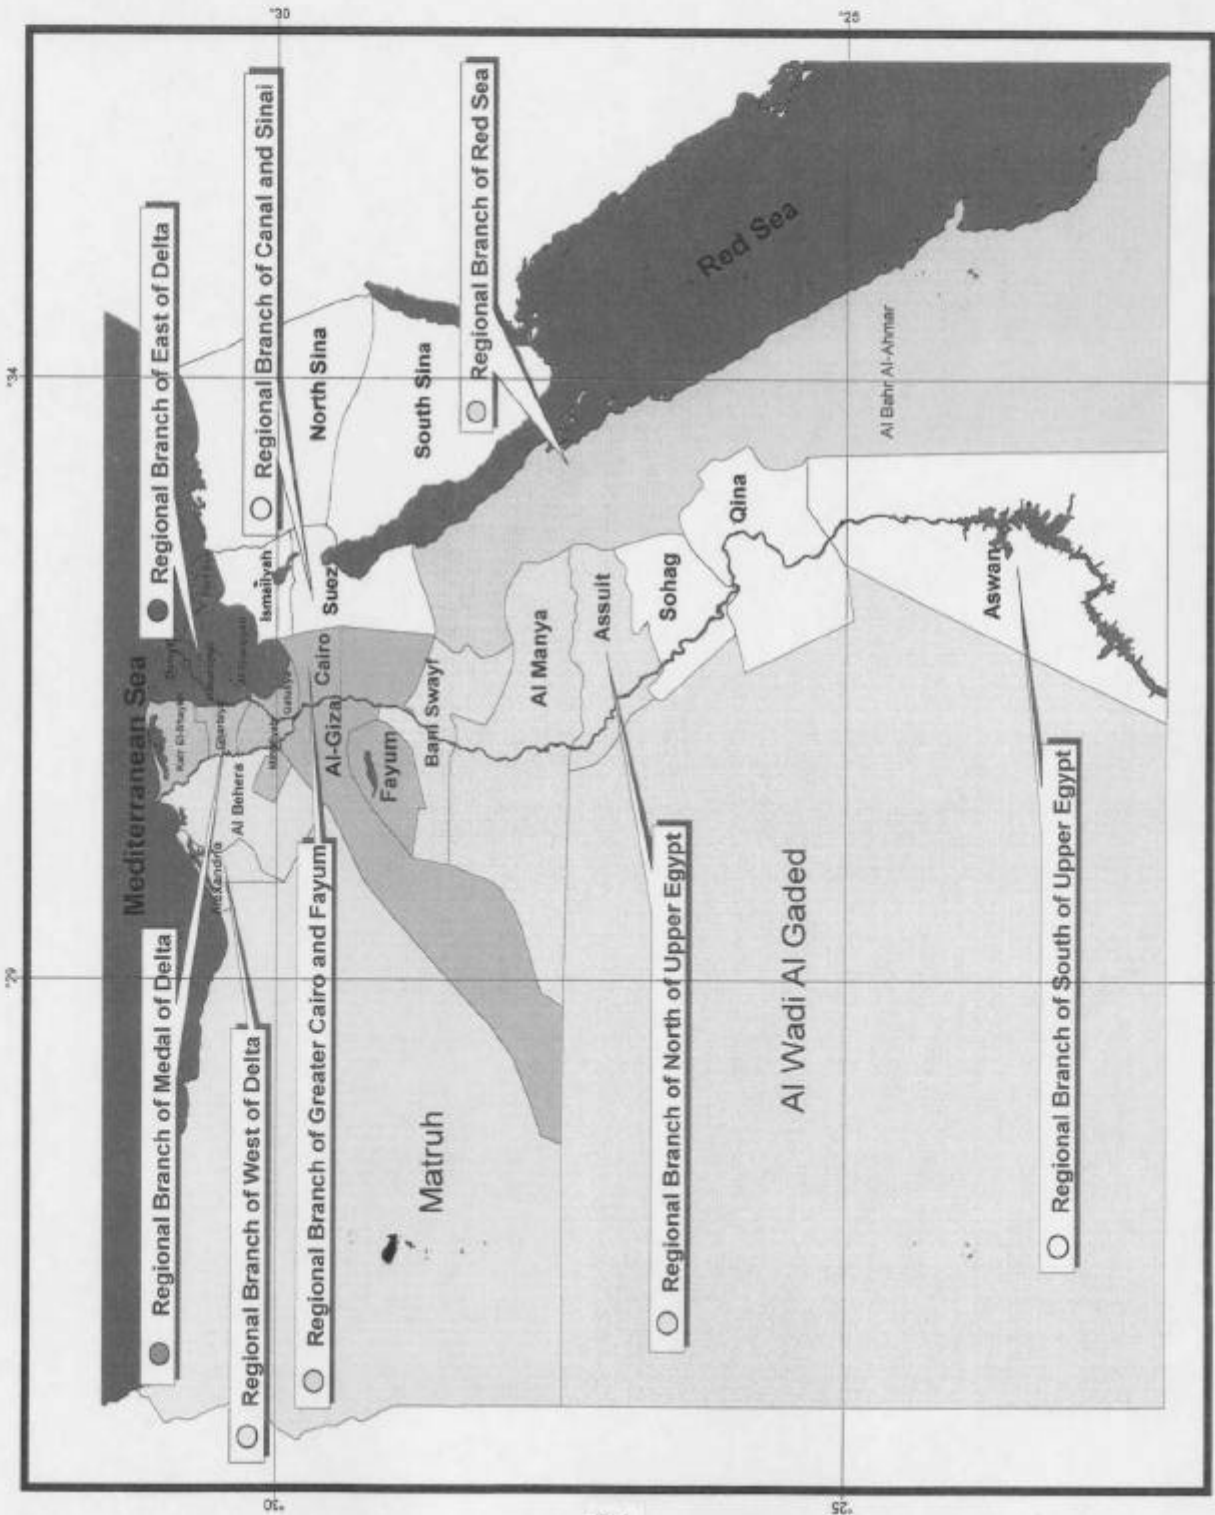 °30
°25
°34
°29
°30
°25
Mediterranean Sea
Regional Branch of East of Delta
Regional Branch of Canal and Sinai
Regional Branch of Red Sea
Regional Branch of Medal of Delta
Regional Branch of West of Delta
Regional Branch of Greater Cairo and Fayum
Regional Branch of North of Upper Egypt
Regional Branch of South of Upper Egypt
Red Sea
North Sina
South Sina
Al Bahr Al-Ahmar
Ismailyah
Suez
Cairo
Al-Giza
Fayum
Bani Swayf
Al Manya
Assuit
Sohag
Qina
Aswan
Al Behera
Matruh
Al Wadi Al Gaded